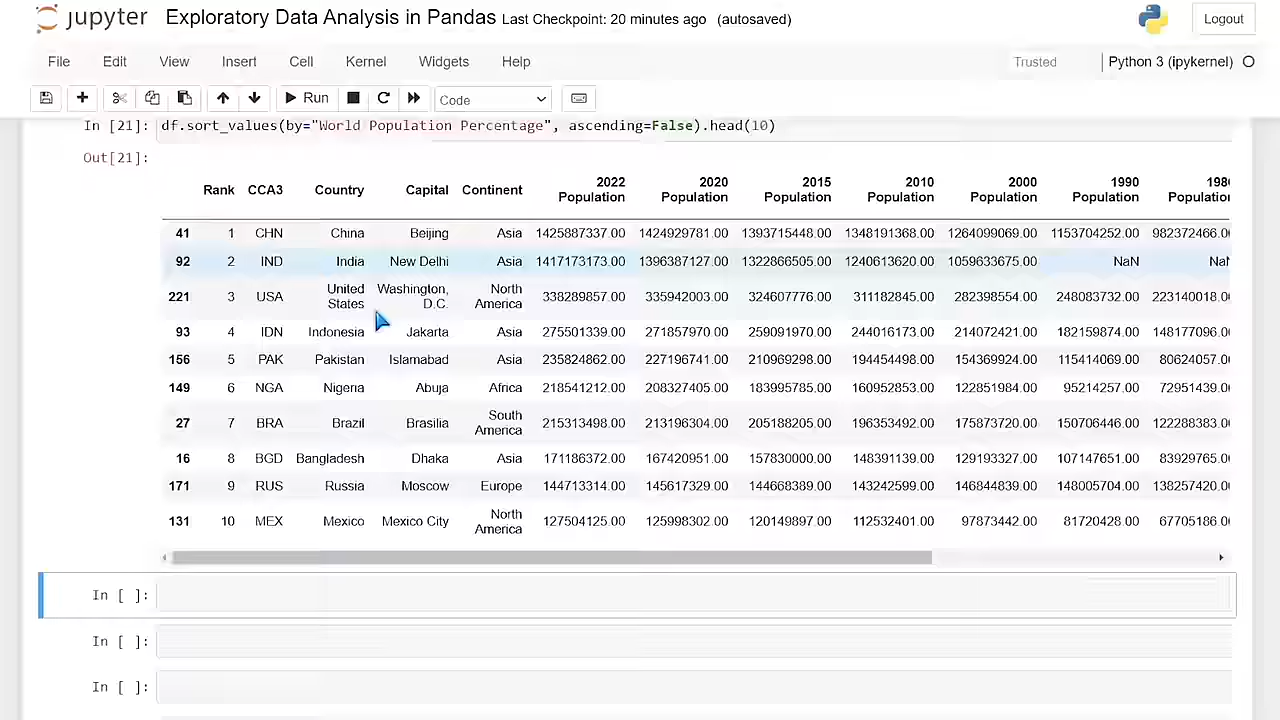 jupyter Exploratory Data Analysis in Pandas Last Checkpoint: 20 minutes ago (autosaved) Logout
File Edit View Insert Cell Kernel Widgets Help Trusted Python 3 (ipykernel)
Run Code
In [21]: df.sort_values(by="World Population Percentage", ascending=False).head(10)
Out[21]:
Rank CCA3 Country Capital Continent 2022 Population 2020 Population 2015 Population 2010 Population 2000 Population 1990 Population
41 1 CHN China Beijing Asia 1425887337.00 1424929781.00 1393715448.00 1348191368.00 1264099069.00 1153704252.00 982372466.0
92 2 IND India New Delhi Asia 1417173173.00 1396387127.00 1322866505.00 1240613620.00 1059633675.00 NaN
221 3 USA United States Washington, D.C. North America 338289857.00 335942003.00 324607776.00 311182845.00 282398554.00 248083732.00 223140018.0
93 4 IDN Indonesia Jakarta Asia 275501339.00 271857970.00 259091970.00 244016173.00 214072421.00 182159874.00 148177096.0
156 5 PAK Pakistan Islamabad Asia 235824862.00 227196741.00 210969298.00 194454498.00 154369924.00 115414069.00 80624057.0
149 6 NGA Nigeria Abuja Africa 218541212.00 208327405.00 183995785.00 160952853.00 122851984.00 95214257.00 72951439.0
27 7 BRA Brazil Brasilia South America 215313498.00 213196304.00 205188205.00 196353492.00 175873720.00 150706446.00 122288383.0
16 8 BGD Bangladesh Dhaka Asia 171186372.00 167420951.00 157830000.00 148391139.00 129193327.00 107147651.00 83929765.0
171 9 RUS Russia Moscow Europe 144713314.00 145617329.00 144668389.00 143242599.00 146844839.00 148005704.00 138257420.0
131 10 MEX Mexico Mexico City North America 127504125.00 125998302.00 120149897.00 112532401.00 97873442.00 81720428.00 67705186.0
In [ ]:
In [ ]:
In [ ]: